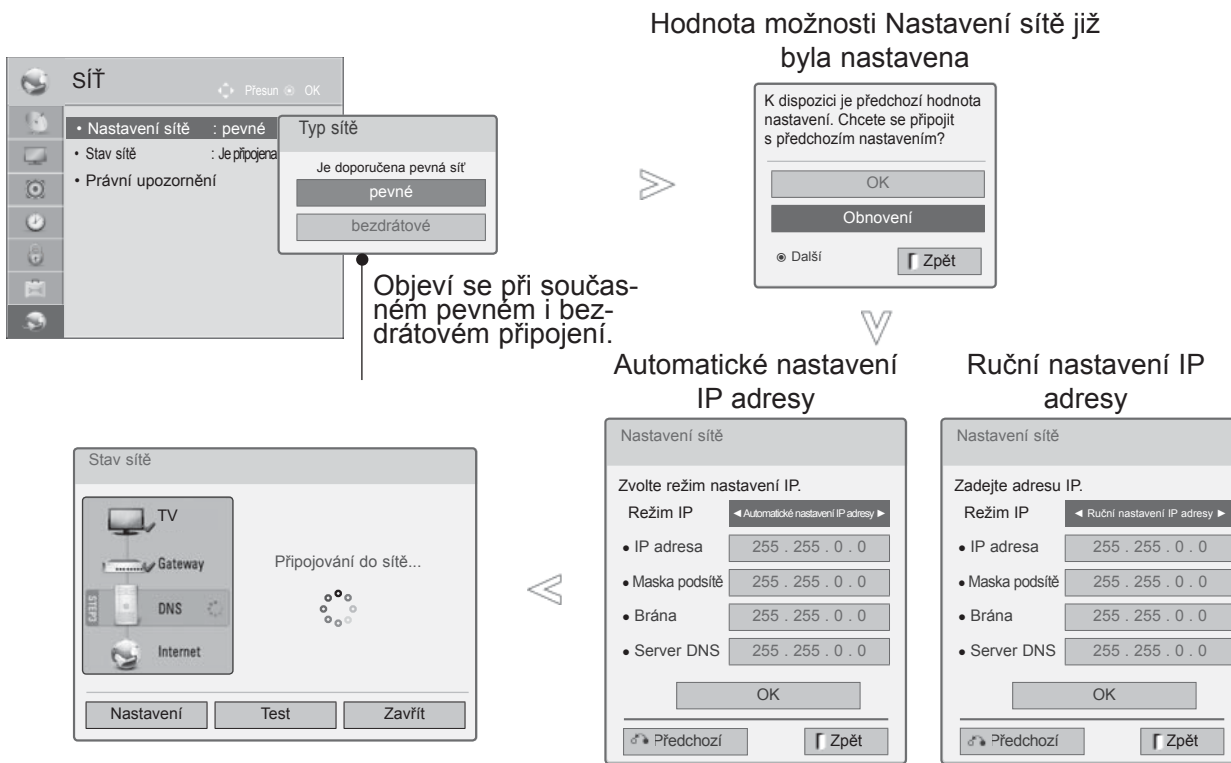 Hodnota možnosti Nastavení sítě již
byla nastavena
SÍŤ
Přesun OK
• Nastavení sítě : pevné
• Stav sítě : Je připojena
• Právní upozornění
Typ sítě
Je doporučena pevná síť
pevné
bezdrátové
Objeví se při součas-
ném pevném i bez-
drátovém připojení.
K dispozici je předchozí hodnota
nastavení. Chcete se připojit
s předchozím nastavením?
OK
Obnovení
Další
Zpět
Automatické nastavení
IP adresy
Nastavení sítě
Zvolte režim nastavení IP.
Režim IP ◄ Automatické nastavení IP adresy ►
• IP adresa 255 . 255 . 0 . 0
• Maska podsítě 255 . 255 . 0 . 0
• Brána 255 . 255 . 0 . 0
• Server DNS 255 . 255 . 0 . 0
OK
Předchozí Zpět
Ruční nastavení IP
adresy
Nastavení sítě
Zadejte adresu IP.
Režim IP ◄ Ruční nastavení IP adresy ►
• IP adresa 255 . 255 . 0 . 0
• Maska podsítě 255 . 255 . 0 . 0
• Brána 255 . 255 . 0 . 0
• Server DNS 255 . 255 . 0 . 0
OK
Předchozí Zpět
Stav sítě
TV
Gateway
STEP3
DNS
Internet
Připojování do sítě...
Nastavení Test Zavřít